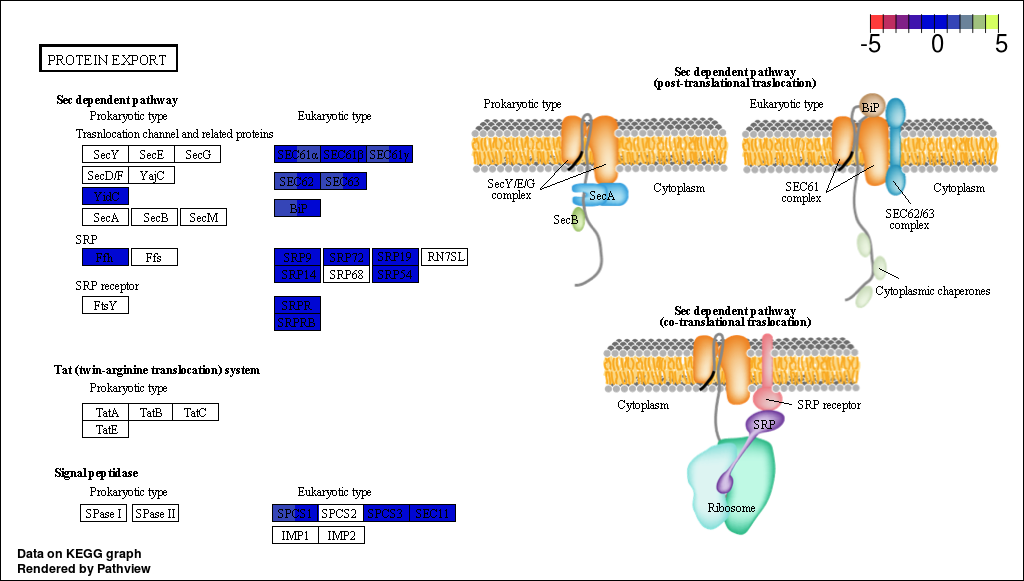 -5 0 5
PROTEIN EXPORT
Sec dependent pathway
Prokaryotic type Eukaryotic type
Trasnlocation channel and related proteins
SecY SecE SecG SEC61α SEC61β SEC61γ
SecD/F YajC SEC62 SEC63
YidC
SecA SecB SecM BiP
SRP
Ffh Ffs SRP9 SRP72 SRP19 RN7SL
SRP14 SRP68 SRP54
SRP receptor
FtsY SRPR
SRPRB
Tat (twin-arginine translocation) system
Prokaryotic type
TatA TatB TatC
TatE
Signal peptidase
Prokaryotic type Eukaryotic type
SPase I SPase II SPCS1 SPCS2 SPCS3 SPC11
IMP1 IMP2
Data on KEGG graph
Rendered by Pathview
Sec dependent pathway
(post-translational traslocation)
Prokaryotic type Eukaryotic type
BiP
SecY/E/G
complex
SecA
SecB
Cytoplasm
SEC61
complex
Cytoplasm
SEC62/63
complex
Cytoplasmic chaperones
Sec dependent pathway
(co-translational traslocation)
Cytoplasm
SRP receptor
SRP
Ribosome